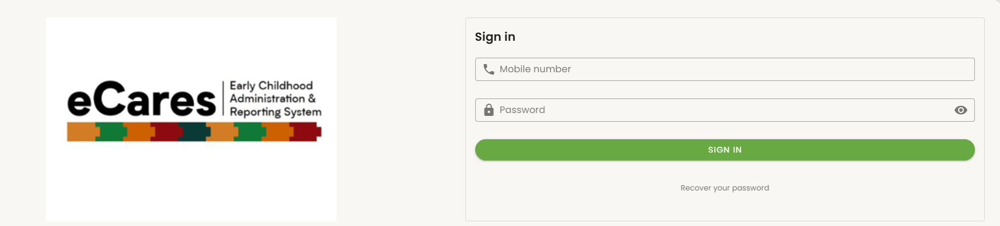 eCares
Early Childhood
Administration &
Reporting System
Sign in
Mobile number
Password
SIGN IN
Recover your password